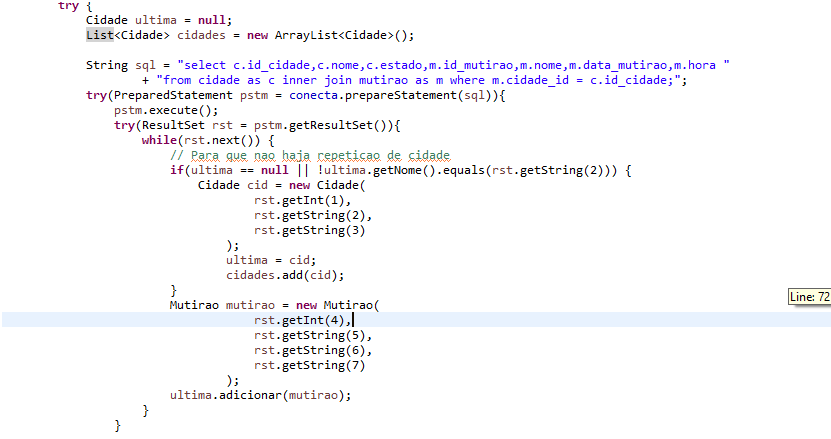 try {
Cidade ultima = null;
List<Cidade> cidades = new ArrayList<Cidade>();
String sql = "select c.id_cidade,c.nome,c.estado,m.id_mutirao,m.nome,m.data_mutirao,m.hora "
+ "from cidade as c inner join mutirao as m where m.cidade_id = c.id_cidade;";
try(PreparedStatement pstm = conecta.prepareStatement(sql)){
pstm.execute();
try(ResultSet rst = pstm.getResultSet()){
while(rst.next()) {
// Para que nao haja repeticao de cidade
if(ultima == null || !ultima.getNome().equals(rst.getString(2))) {
Cidade cid = new Cidade(
rst.getInt(1),
rst.getString(2),
rst.getString(3)
);
ultima = cid;
cidades.add(cid);
}
Mutirao mutirao = new Mutirao(
rst.getInt(4),
rst.getString(5),
rst.getString(6),
rst.getString(7)
);
ultima.adicionar(mutirao);
}
}
Line: 72